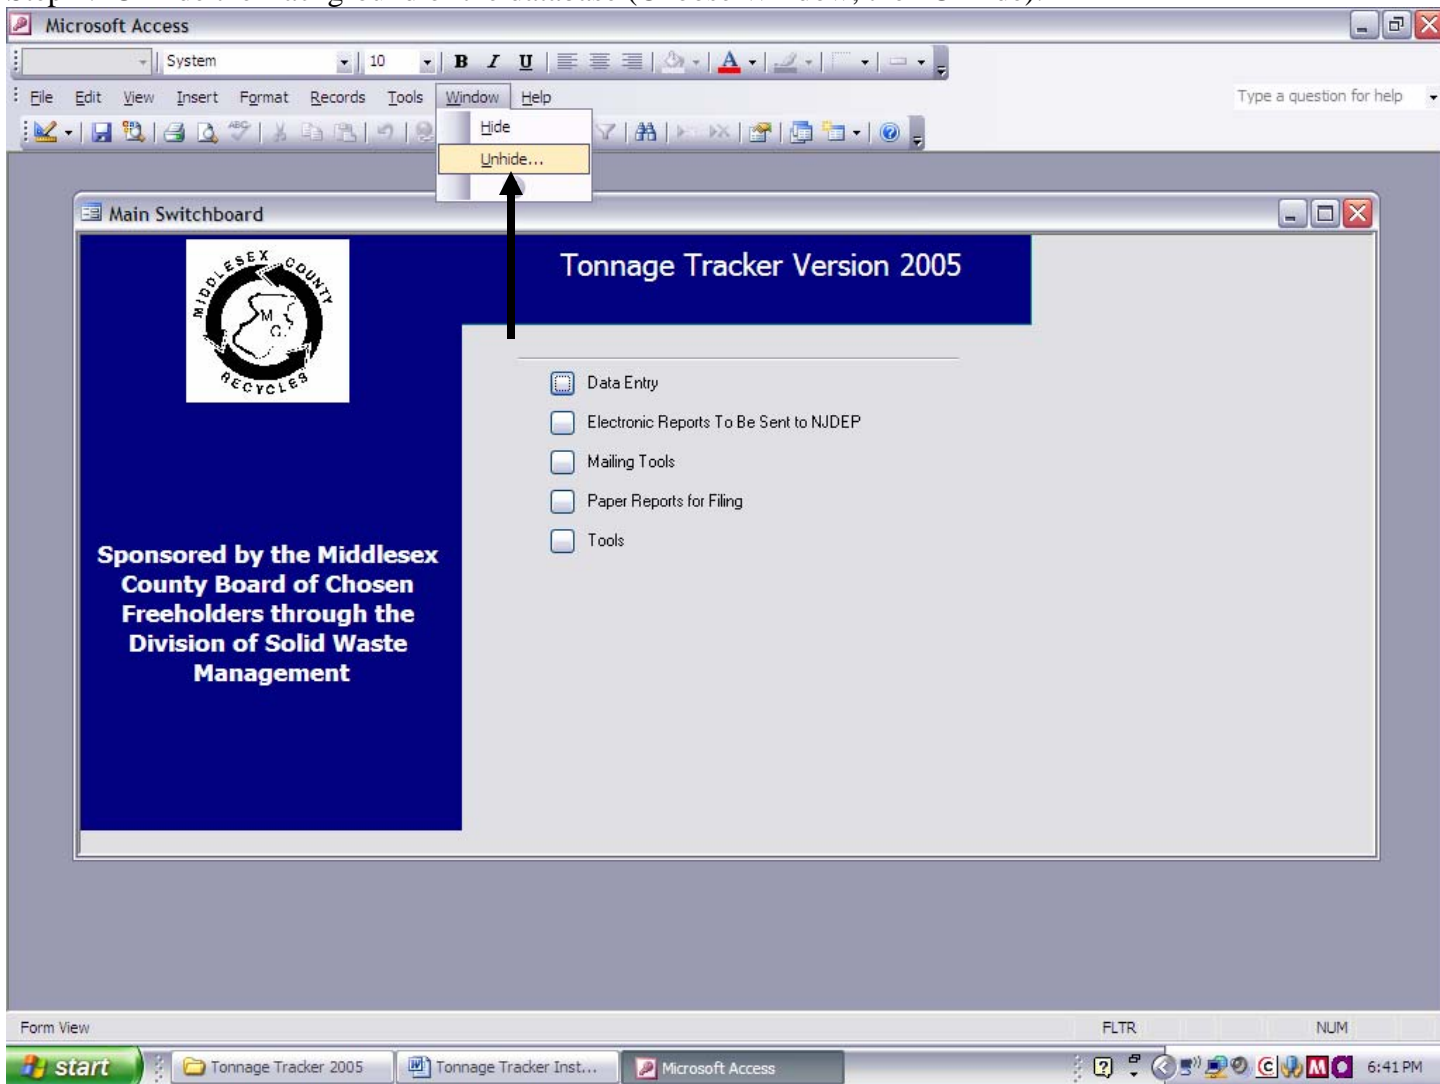 Microsoft Access
System 10 B I U A
File Edit View Insert Format Records Tools Window Help Type a question for help
Hide
Unhide...
Main Switchboard
MIDDLESEX COUNTY
M
C.
RECYCLES
Tonnage Tracker Version 2005
Data Entry
Electronic Reports To Be Sent to NJDEP
Mailing Tools
Paper Reports for Filing
Tools
Sponsored by the Middlesex
County Board of Chosen
Freeholders through the
Division of Solid Waste
Management
Form View FLTR NUM
start Tonnage Tracker 2005 Tonnage Tracker Inst... Microsoft Access 6:41 PM